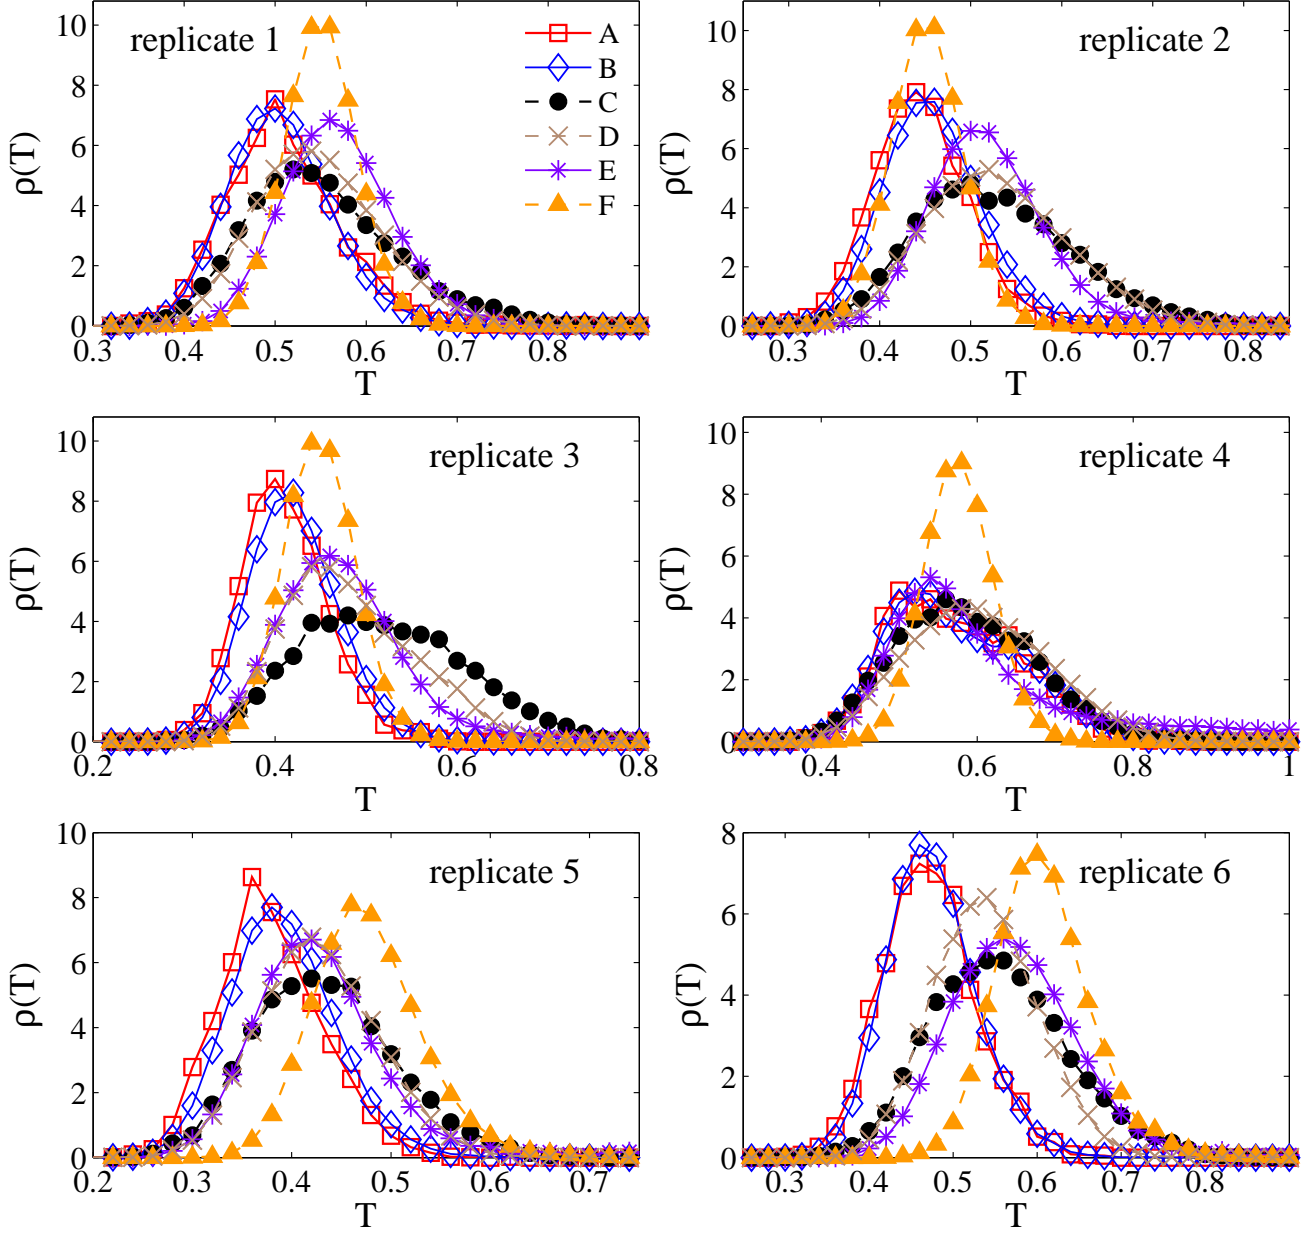 replicate 1
A
B
C
D
E
F
ρ(T)
10
8
6
4
2
0
0.3 0.4 0.5 0.6 0.7 0.8
T
replicate 2
ρ(T)
10
8
6
4
2
0
0.3 0.4 0.5 0.6 0.7 0.8
T
replicate 3
ρ(T)
10
8
6
4
2
0
0.2 0.4 0.6 0.8
T
replicate 4
ρ(T)
10
8
6
4
2
0
0.4 0.6 0.8 1
T
replicate 5
ρ(T)
10
8
6
4
2
0
0.2 0.3 0.4 0.5 0.6 0.7
T
replicate 6
ρ(T)
8
6
4
2
0
0.3 0.4 0.5 0.6 0.7 0.8
T